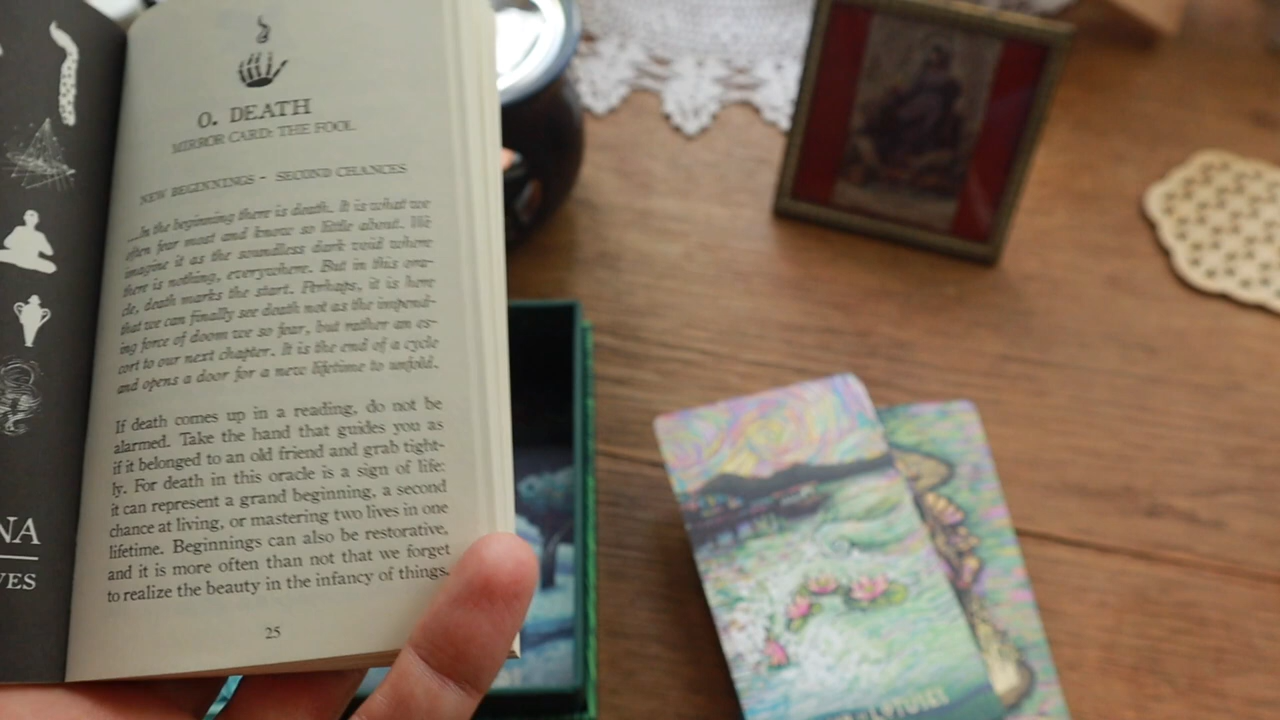 NA
VES
0. DEATH
MIRROR CARD: THE FOOL
NEW BEGINNINGS - SECOND CHANCES
...In the beginning there is death. It is what we
often fear most and know so little about. We
imagine it as the soundless dark void where
there is nothing, everywhere. But in this ora-
cle, death marks the start. Perhaps, it is here
that we can finally see death not as the impend-
ing force of doom we so fear, but rather an es-
cort to our next chapter. It is the end of a cycle
and opens a door for a new lifetime to unfold.
If death comes up in a reading, do not be
alarmed. Take the hand that guides you as
if it belonged to an old friend and grab tight-
ly. For death in this oracle is a sign of life:
it can represent a grand beginning, a second
chance at living, or mastering two lives in one
lifetime. Beginnings can also be restorative,
and it is more often than not that we forget
to realize the beauty in the infancy of things.
25
LOTUSES